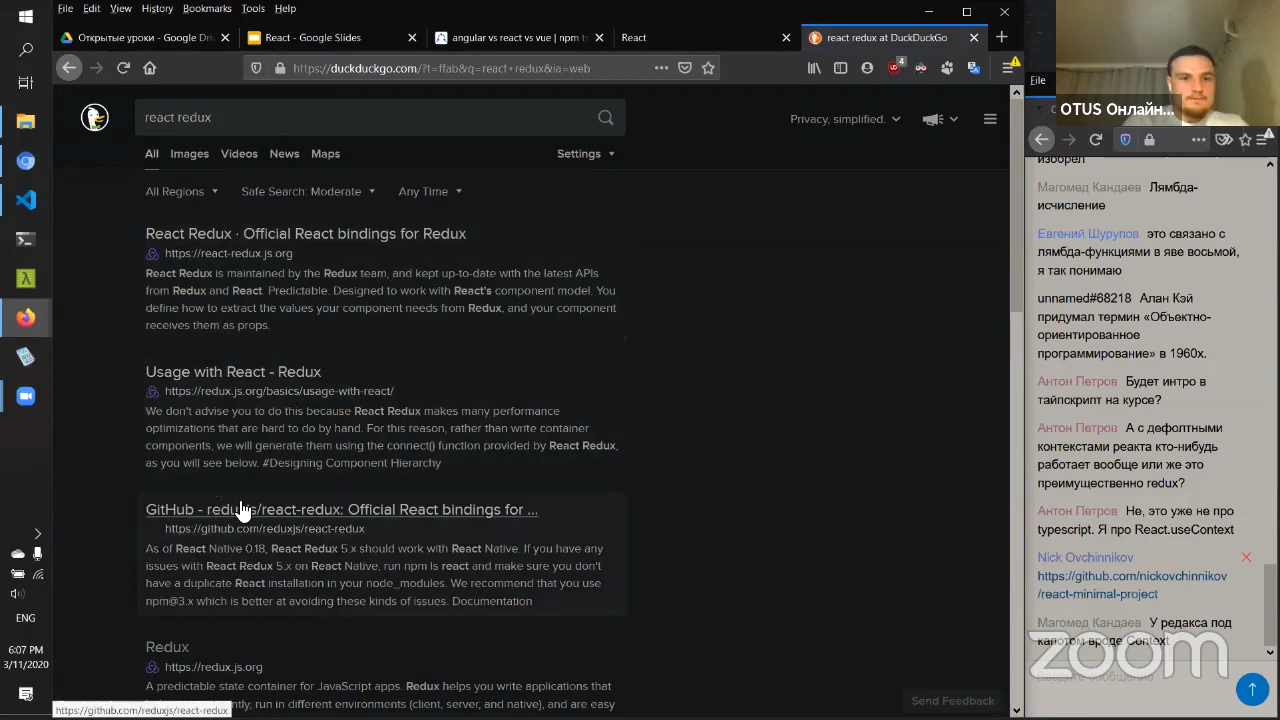 File Edit View History Bookmarks Tools Help
Открытые уроки - Google Dri
React - Google Slides
angular vs react vs vue | npm t
React
react redux at DuckDuckGo
https://duckduckgo.com/?t=ffab&q=react+redux&ia=web
4
react redux
Privacy, simplified.
All Images Videos News Maps
Settings
All Regions Safe Search: Moderate Any Time
React Redux · Official React bindings for Redux
https://react-redux.js.org
React Redux is maintained by the Redux team, and kept up-to-date with the latest APIs
from Redux and React. Predictable. Designed to work with React's component model. You
define how to extract the values your component needs from Redux, and your component
receives them as props.
Usage with React - Redux
https://redux.js.org/basics/usage-with-react/
We don't advise you to do this because React Redux makes many performance
optimizations that are hard to do by hand. For this reason, rather than write container
components, we will generate them using the connect() function provided by React Redux,
as you will see below. #Designing Component Hierarchy
GitHub - reduxjs/react-redux: Official React bindings for ...
https://github.com/reduxjs/react-redux
As of React Native 0.18, React Redux 5.x should work with React Native. If you have any
issues with React Redux 5.x on React Native, run npm ls react and make sure you don't
have a duplicate React installation in your node_modules. We recommend that you use
npm@3.x which is better at avoiding these kinds of issues. Documentation
Redux
https://redux.js.org
A predictable state container for JavaScript apps. Redux helps you write applications that
run in different environments (client, server, and native), and are easy
Send Feedback
https://github.com/reduxjs/react-redux
ENG
6:07 PM
3/11/2020
File
OTUS Онлайн...
изобрел
Магомед Кандаев Лямбда-
исчисление
Евгений Шурупов это связано с
лямбда-функциями в яве восьмой,
я так понимаю
unnamed#68218 Алан Кэй
придумал термин «Объектно-
ориентированное
программирование» в 1960х.
Антон Петров Будет интро в
тайпскрипт на курсе?
Антон Петров А с дефолтными
контекстами реакта кто-нибудь
работает вообще или же это
преимущественно redux?
Антон Петров Не, это уже не про
typescript. Я про React.useContext
Nick Ovchinnikov
https://github.com/nickovchinnikov
/react-minimal-project
Магомед Кандаев У редакса под
капотом вроде Context
Введите сообщение
zoom